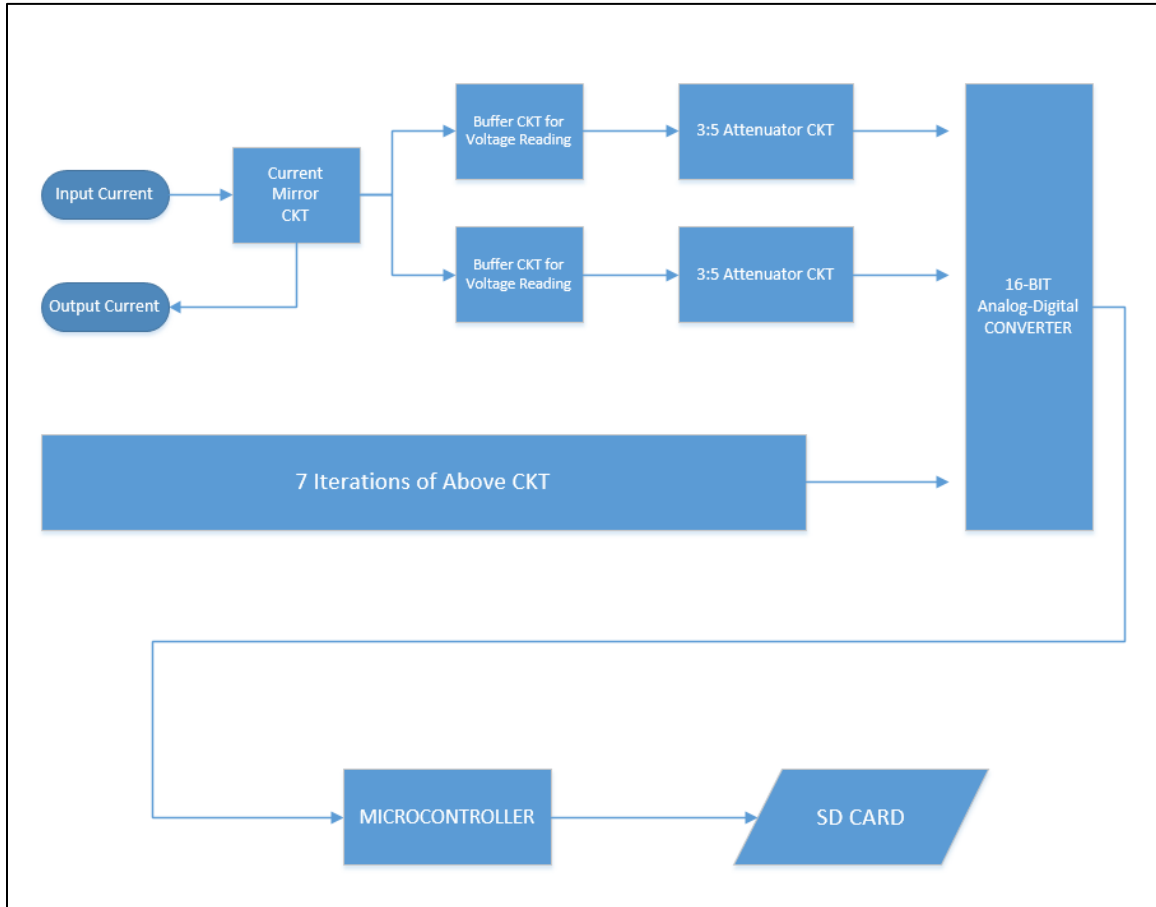 Input Current
Output Current
Current
Mirror
CKT
Buffer CKT for
Voltage Reading
3:5 Attenuator CKT
Buffer CKT for
Voltage Reading
3:5 Attenuator CKT
16-BIT
Analog-Digital
CONVERTER
7 Iterations of Above CKT
MICROCONTROLLER
SD CARD